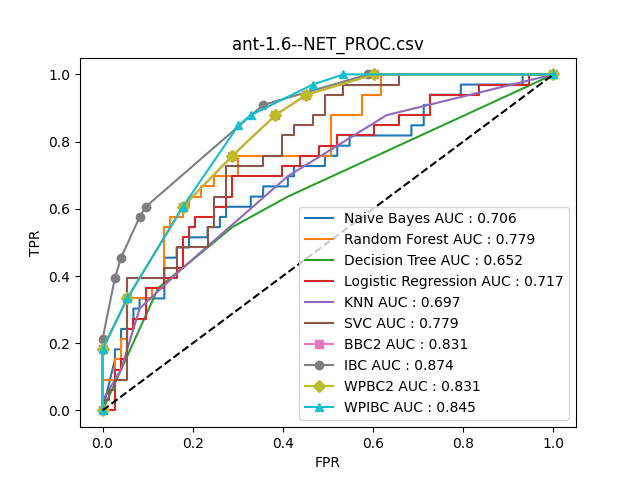 ant-1.6--NET_PROC.csv
1.0
0.8
0.6
0.4
0.2
0.0
TPR
Naive Bayes AUC : 0.706
Random Forest AUC : 0.779
Decision Tree AUC : 0.652
Logistic Regression AUC : 0.717
KNN AUC : 0.697
SVC AUC : 0.779
BBC2 AUC : 0.831
IBC AUC : 0.874
WPBC2 AUC : 0.831
WPIBC AUC : 0.845
0.0 0.2 0.4 0.6 0.8 1.0
FPR